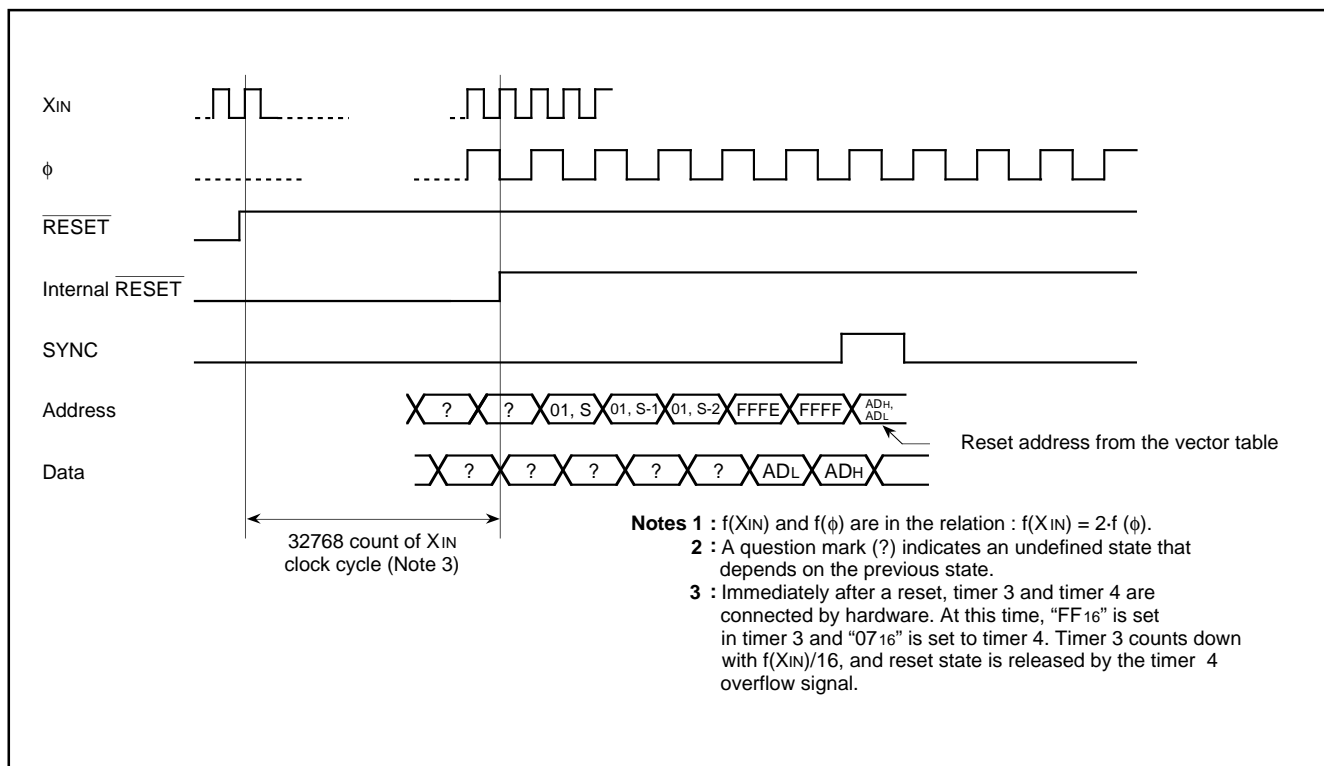 XIN
ϕ
RESET
Internal RESET
SYNC
Address
? ? 01, S 01, S-1 01, S-2 FFFE FFFF ADH,
ADL
Reset address from the vector table
Data
? ? ? ? ? ADL ADH
32768 count of XIN
clock cycle (Note 3)
Notes 1 : f(XIN) and f(ϕ) are in the relation : f(XIN) = 2·f (ϕ).
2 : A question mark (?) indicates an undefined state that
depends on the previous state.
3 : Immediately after a reset, timer 3 and timer 4 are
connected by hardware. At this time, “FF16” is set
in timer 3 and “0716” is set to timer 4. Timer 3 counts down
with f(XIN)/16, and reset state is released by the timer 4
overflow signal.